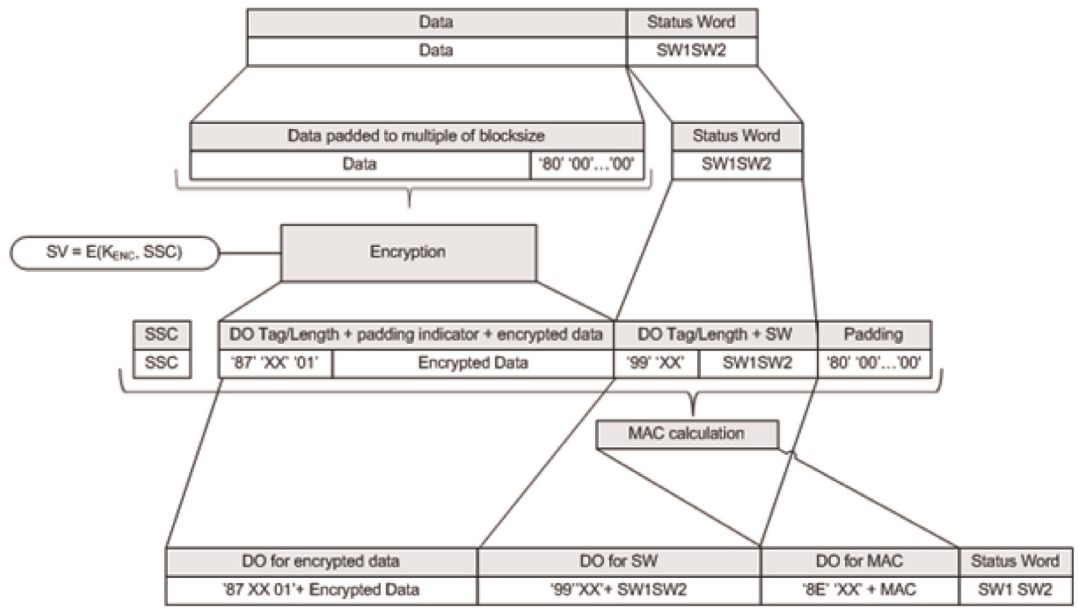 Data Status Word
Data SW1SW2
Data padded to multiple of blocksize Status Word
Data '80' '00'...'00' SW1SW2
SV = E(KENC, SSC) Encryption
SSC DO Tag/Length + padding indicator + encrypted data DO Tag/Length + SW Padding
SSC '87' 'XX' '01' Encrypted Data '99' 'XX' SW1SW2 '80' '00'...'00'
MAC calculation
DO for encrypted data DO for SW DO for MAC Status Word
'87 XX 01'+ Encrypted Data '99''XX'+ SW1SW2 '8E' 'XX' + MAC SW1 SW2